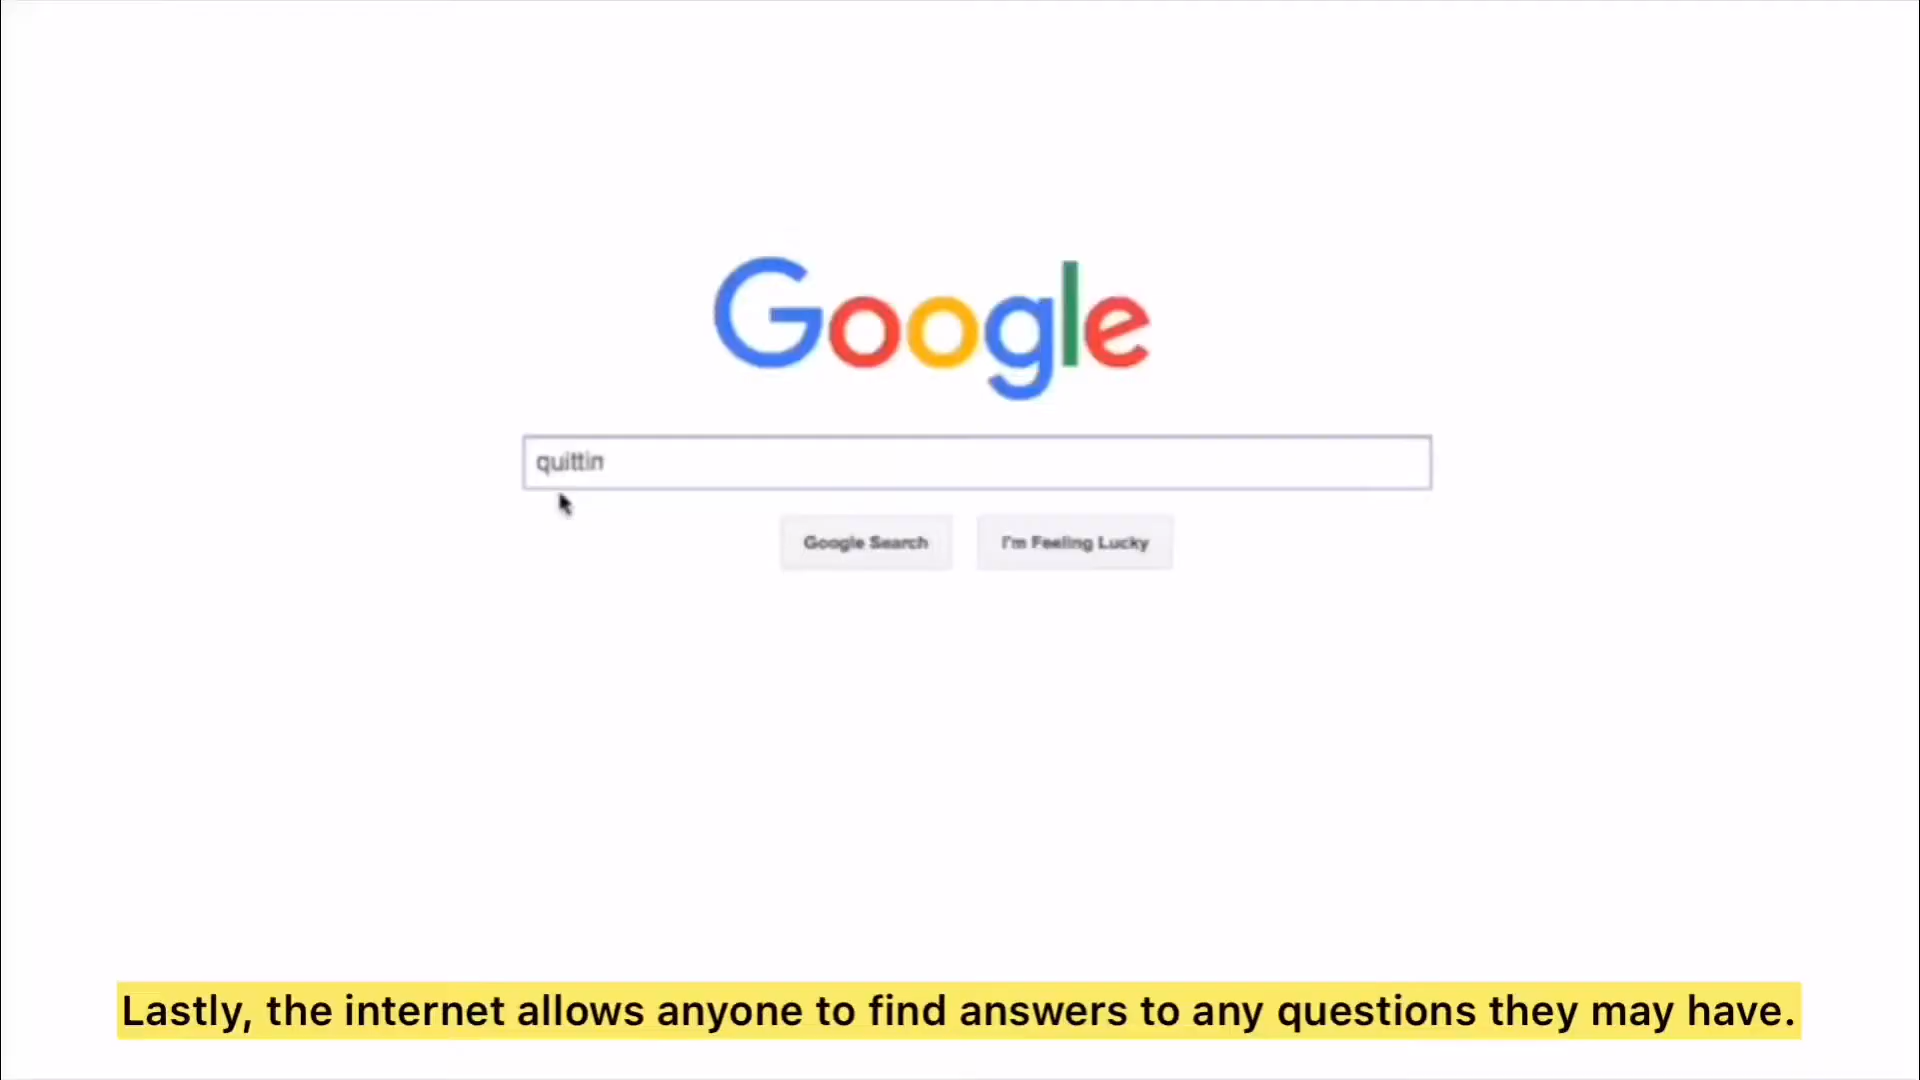 Google
quittin
Google Search
I'm Feeling Lucky
Lastly, the internet allows anyone to find answers to any questions they may have.